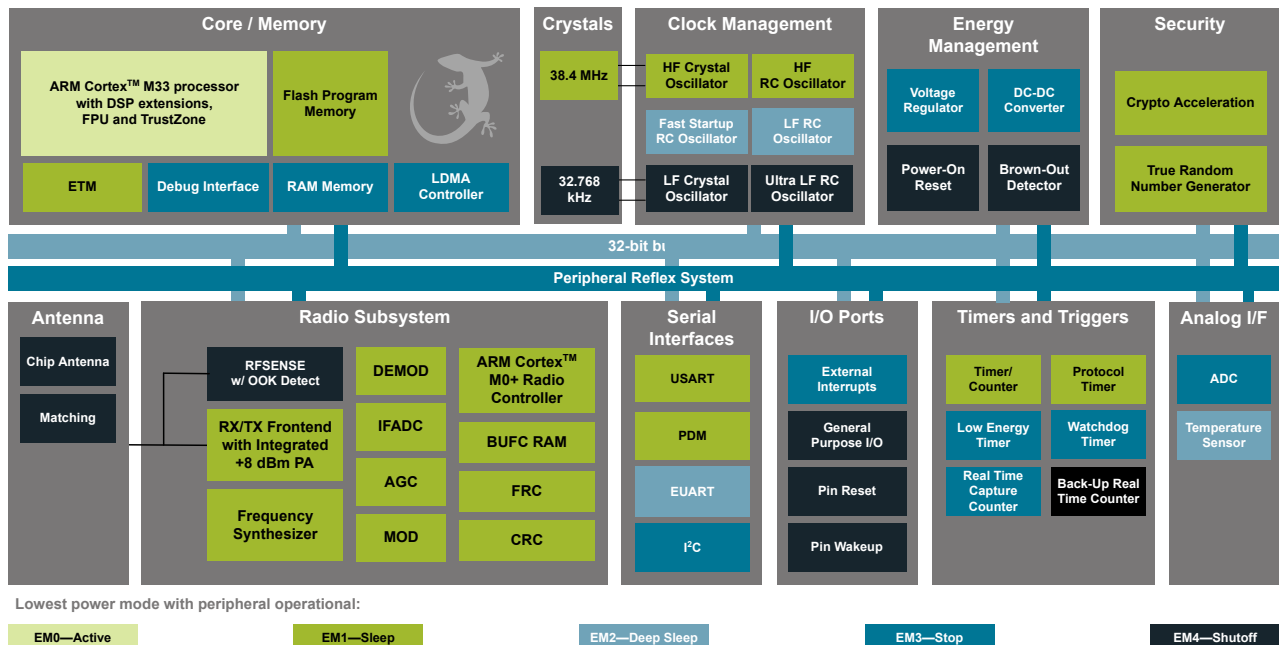 Core / Memory
ARM Cortex™ M33 processor
with DSP extensions,
FPU and TrustZone
Flash Program
Memory
ETM
Debug Interface
RAM Memory
LDMA
Controller
Crystals
38.4 MHz
32.768
kHz
Clock Management
HF Crystal
Oscillator
HF
RC Oscillator
Fast Startup
RC Oscillator
LF RC
Oscillator
LF Crystal
Oscillator
Ultra LF RC
Oscillator
Energy
Management
Voltage
Regulator
DC-DC
Converter
Power-On
Reset
Brown-Out
Detector
Security
Crypto Acceleration
True Random
Number Generator
32-bit bu
Peripheral Reflex System
Antenna
Chip Antenna
Matching
Radio Subsystem
RFSENSE
w/ OOK Detect
RX/TX Frontend
with Integrated
+8 dBm PA
Frequency
Synthesizer
DEMOD
IFADC
AGC
MOD
ARM Cortex™
M0+ Radio
Controller
BUFC RAM
FRC
CRC
Serial
Interfaces
USART
PDM
EUART
I²C
I/O Ports
External
Interrupts
General
Purpose I/O
Pin Reset
Pin Wakeup
Timers and Triggers
Timer/
Counter
Protocol
Timer
Low Energy
Timer
Watchdog
Timer
Real Time
Capture
Counter
Back-Up Real
Time Counter
Analog I/F
ADC
Temperature
Sensor
Lowest power mode with peripheral operational:
EM0—Active
EM1—Sleep
EM2—Deep Sleep
EM3—Stop
EM4—Shutoff